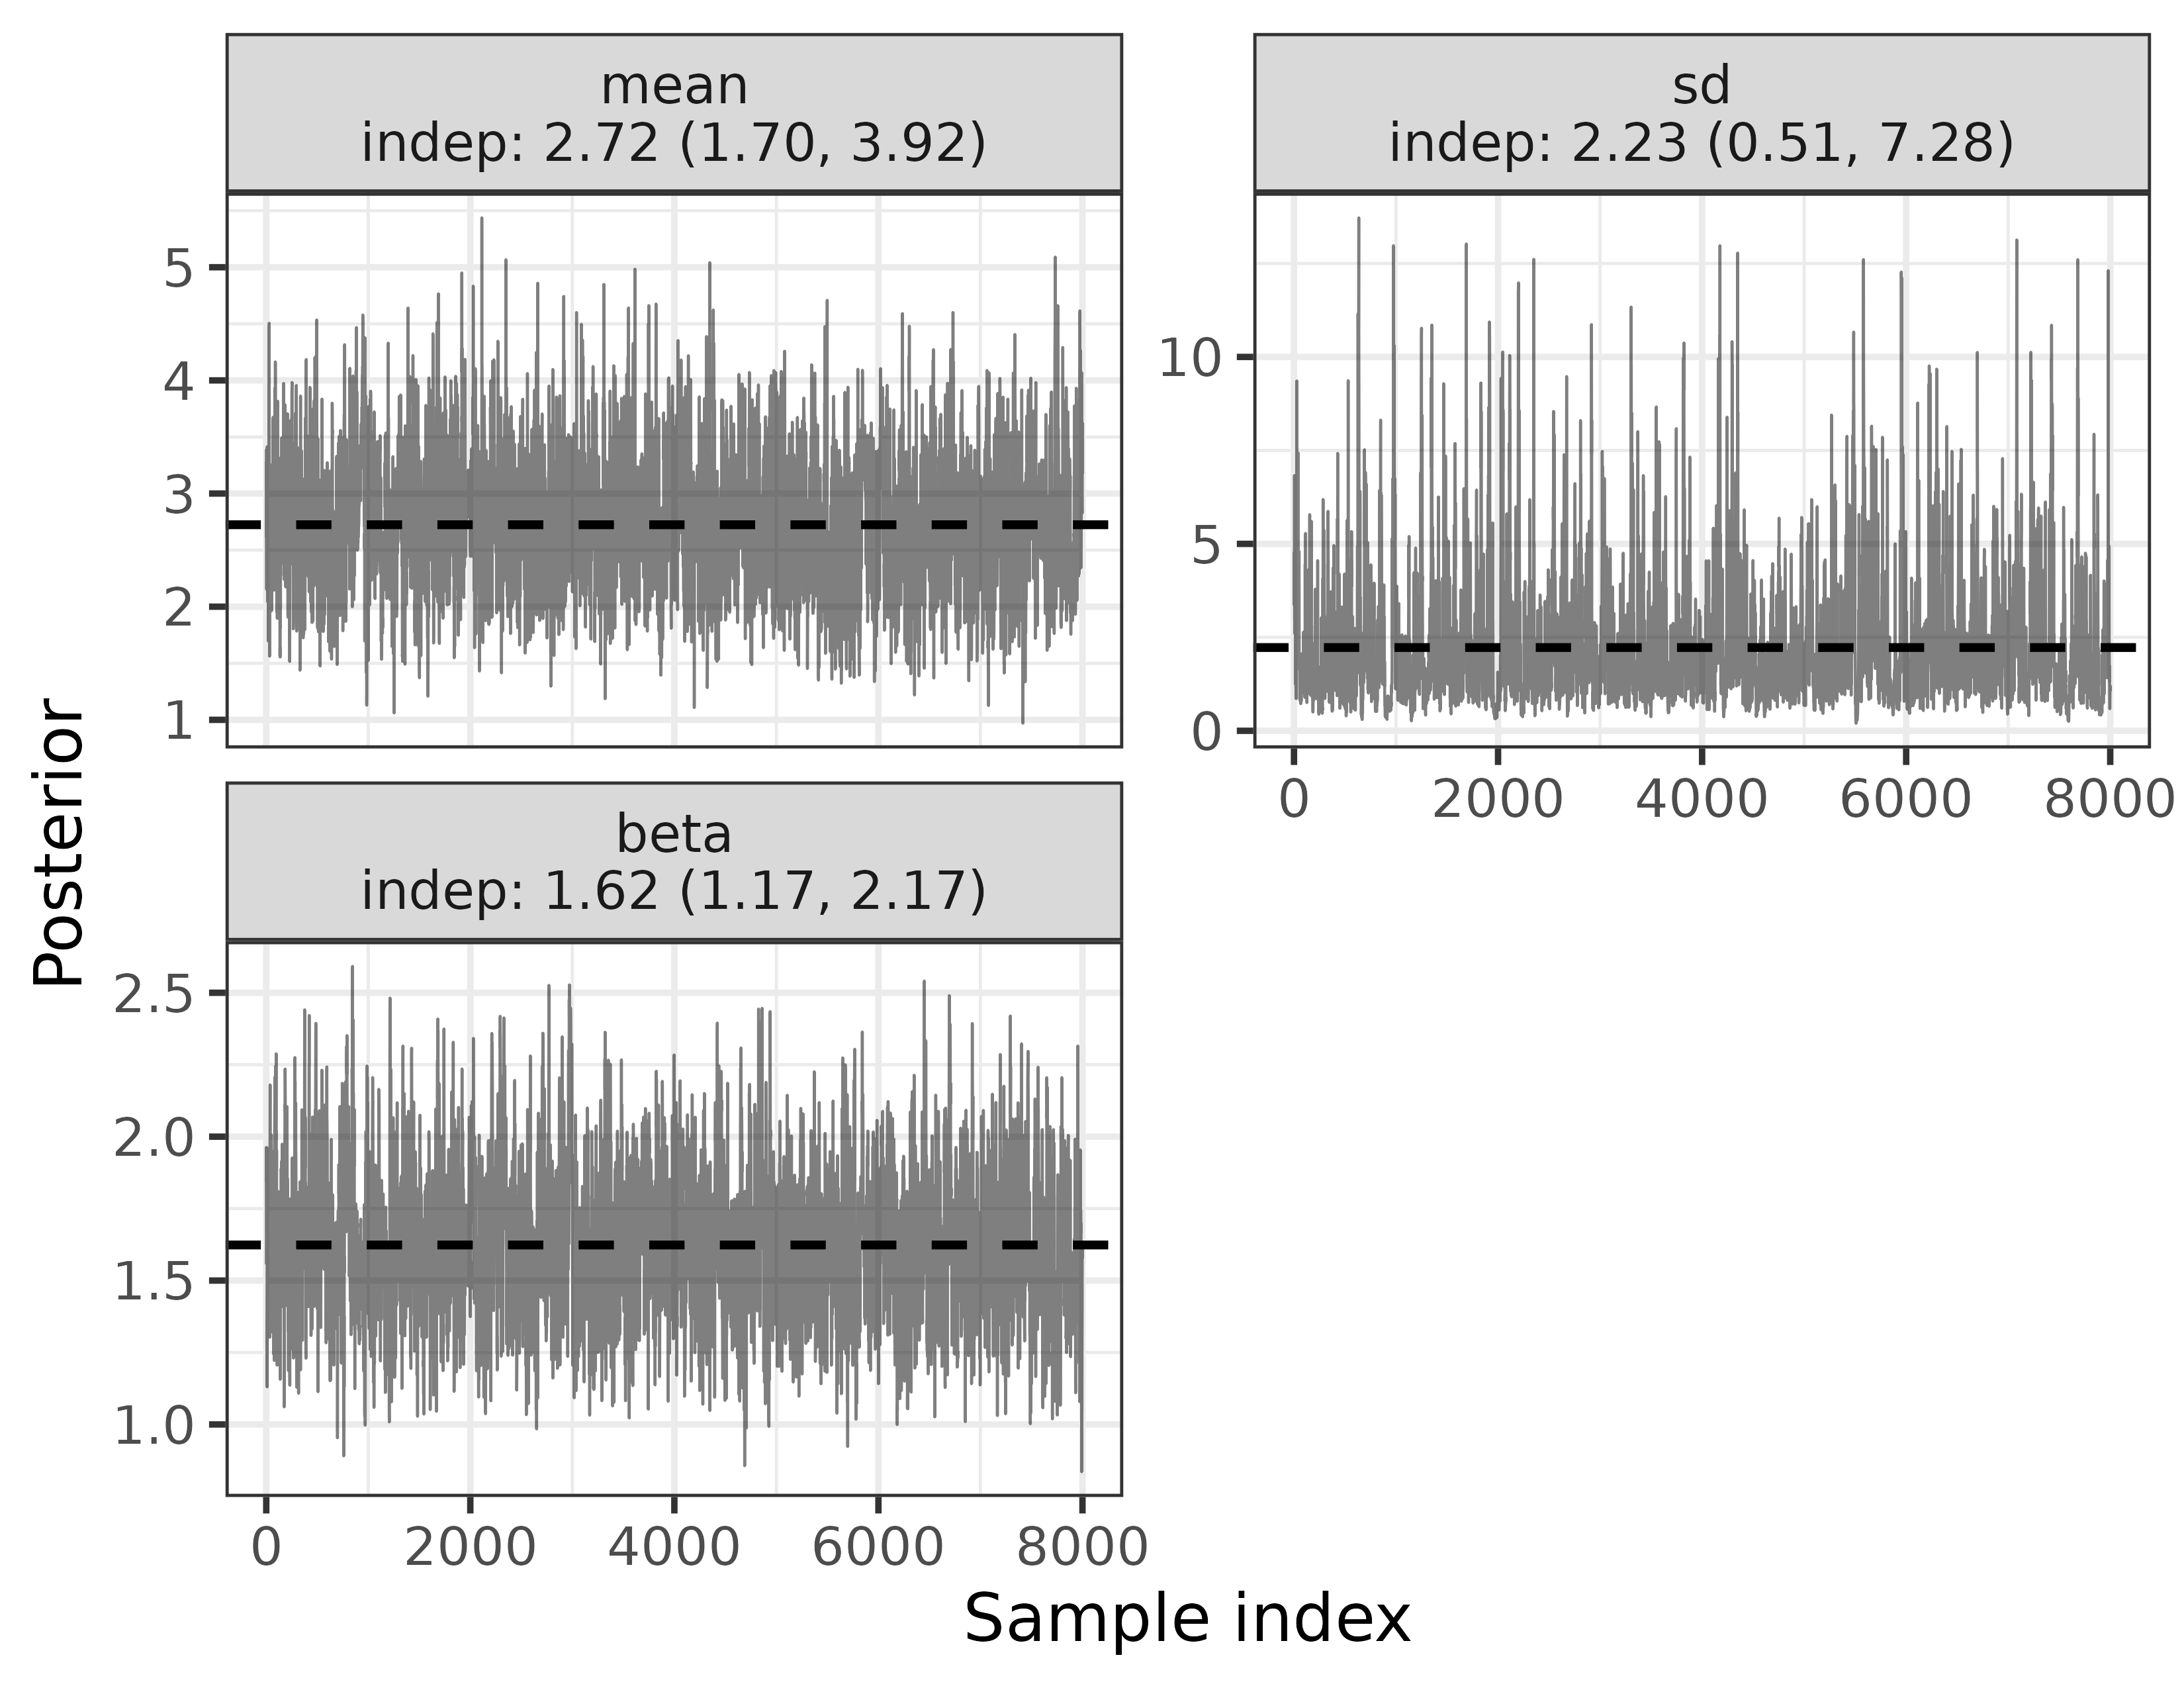 mean
indep: 2.72 (1.70, 3.92)
5
4
3
2
1
sd
indep: 2.23 (0.51, 7.28)
10
5
0
0 2000 4000 6000 8000
Posterior
beta
indep: 1.62 (1.17, 2.17)
2.5
2.0
1.5
1.0
0 2000 4000 6000 8000
Sample index